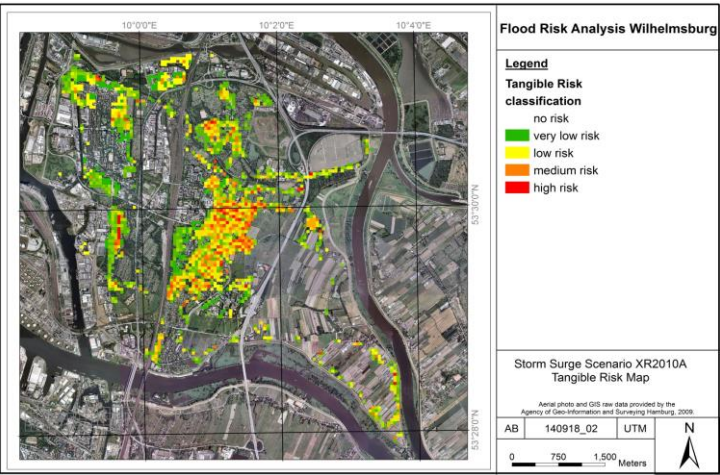 10°0'0"E
10°2'0"E
10°4'0"E
53°30'0"N
53°28'0"N
Flood Risk Analysis Wilhelmsburg
Legend
Tangible Risk
classification
no risk
very low risk
low risk
medium risk
high risk
Storm Surge Scenario XR2010A
Tangible Risk Map
Aerial photo and GIS raw data provided by the
Agency of Geo-Information and Surveying Hamburg, 2009.
AB
140918_02
UTM
N
0
750
1,500
Meters